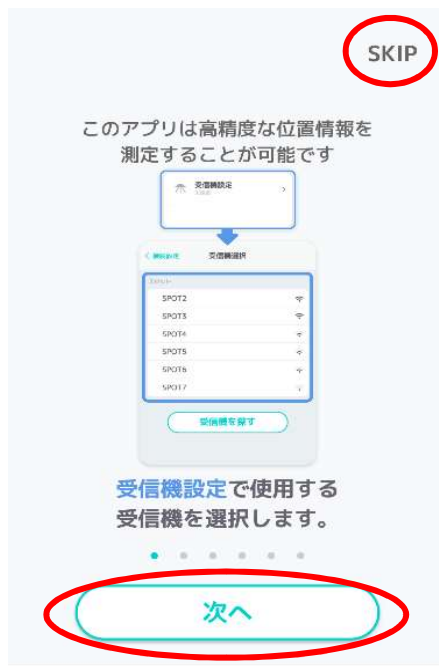 SKIP
このアプリは高精度な位置情報を
測定することが可能です
受信機設定
受信機選択
SPOT2
SPOT3
SPOT4
SPOT5
SPOT6
SPOT7
受信機を探す
受信機設定で使用する
受信機を選択します。
次へ